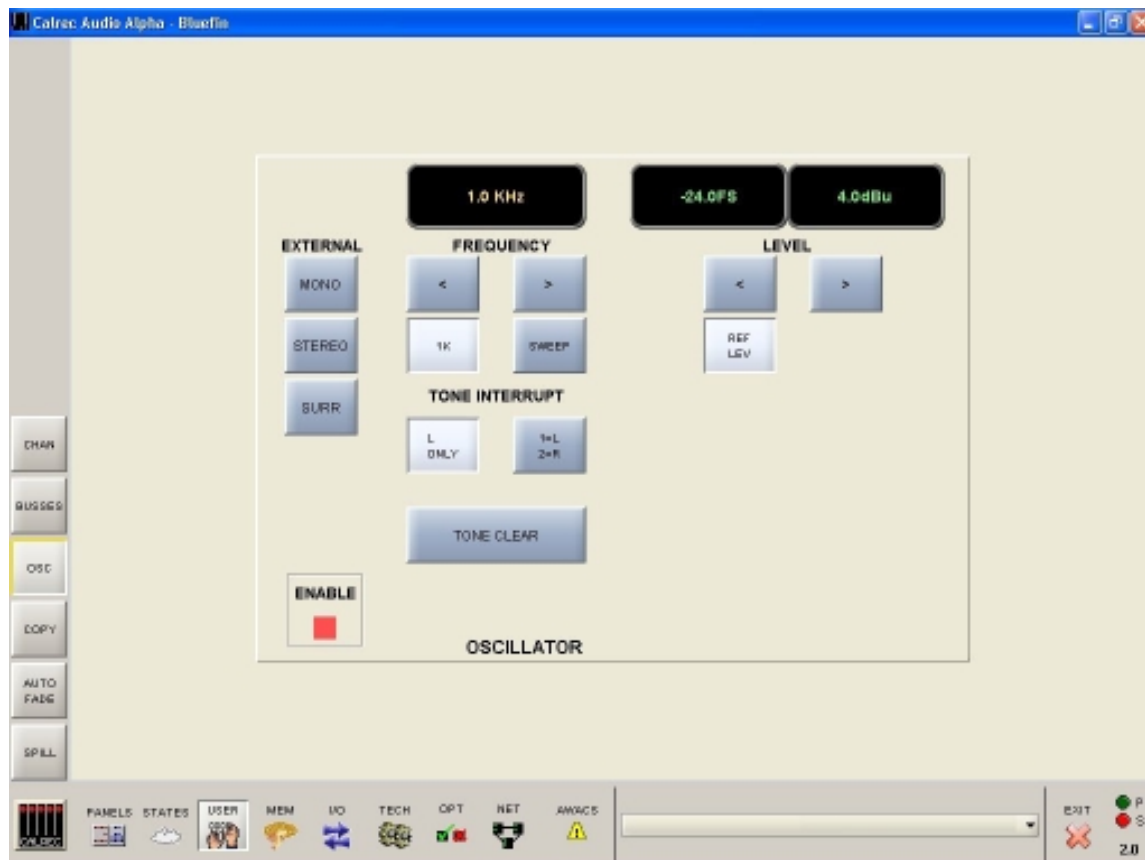 Calrec Audio Alpha - Bluefin
1.0 KHz
-24.0FS
4.0dBu
EXTERNAL
FREQUENCY
LEVEL
MONO
<
>
<
>
STEREO
1K
SWEEP
REF
LEV
SURR
TONE INTERRUPT
L
ONLY
1=L
2=R
TONE CLEAR
ENABLE
OSCILLATOR
CHAN
BUSSES
OSC
COPY
AUTO
FADE
SPILL
CALREC
PANELS
STATES
USER
MEM
I/O
TECH
OPT
NET
AWACS
EXIT
P
S
2.0